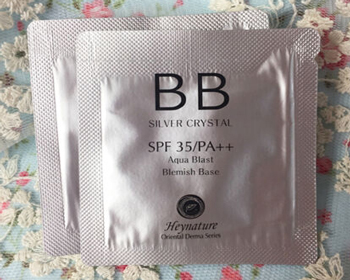 BB
SILVER CRYSTAL
SPF 35/PA++
Aqua Blast
Blemish Base
Heynature
Oriental Derma Series